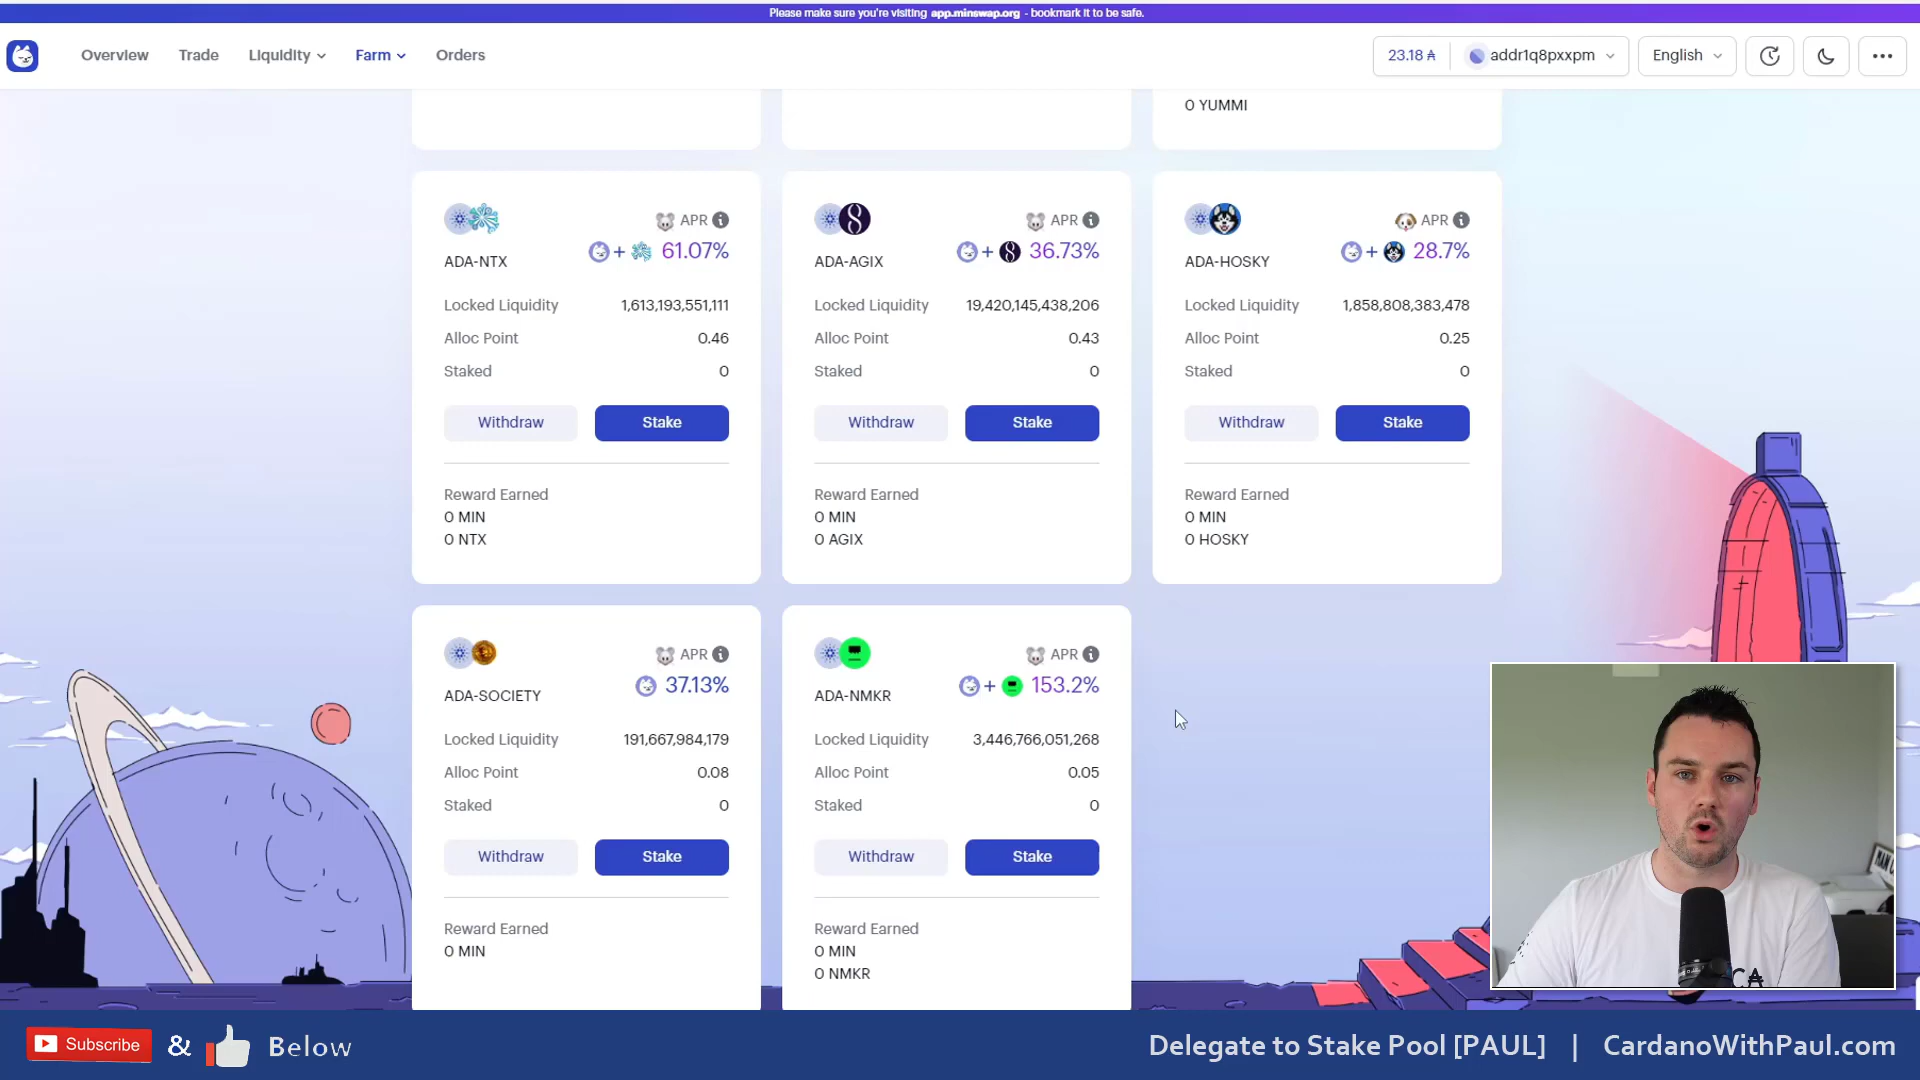 Please make sure you're visiting app.minswap.org - bookmark it to be safe.
Overview Trade Liquidity Farm Orders
23.18 ₳ addr1q8pxxpm English
0 YUMMI
ADA-NTX
APR
+ 61.07%
Locked Liquidity 1,613,193,551,111
Alloc Point 0.46
Staked 0
Withdraw Stake
Reward Earned
0 MIN
0 NTX
ADA-AGIX
APR
+ 36.73%
Locked Liquidity 19,420,145,438,206
Alloc Point 0.43
Staked 0
Withdraw Stake
Reward Earned
0 MIN
0 AGIX
ADA-HOSKY
APR
+ 28.7%
Locked Liquidity 1,858,808,383,478
Alloc Point 0.25
Staked 0
Withdraw Stake
Reward Earned
0 MIN
0 HOSKY
ADA-SOCIETY
APR
37.13%
Locked Liquidity 191,667,984,179
Alloc Point 0.08
Staked 0
Withdraw Stake
Reward Earned
0 MIN
ADA-NMKR
APR
+ 153.2%
Locked Liquidity 3,446,766,051,268
Alloc Point 0.05
Staked 0
Withdraw Stake
Reward Earned
0 MIN
0 NMKR
Subscribe & Below
Delegate to Stake Pool [PAUL] | CardanoWithPaul.com